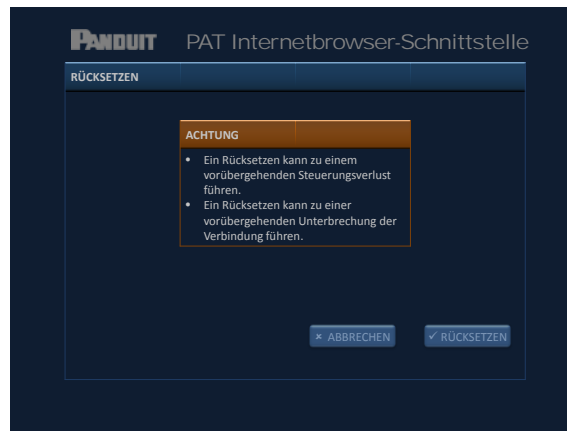 PANDUIT PAT Internetbrowser-Schnittstelle
RÜCKSETZEN
ACHTUNG
• Ein Rücksetzen kann zu einem
vorübergehenden Steuerungsverlust
führen.
• Ein Rücksetzen kann zu einer
vorübergehenden Unterbrechung der
Verbindung führen.
× ABBRECHEN ✓ RÜCKSETZEN